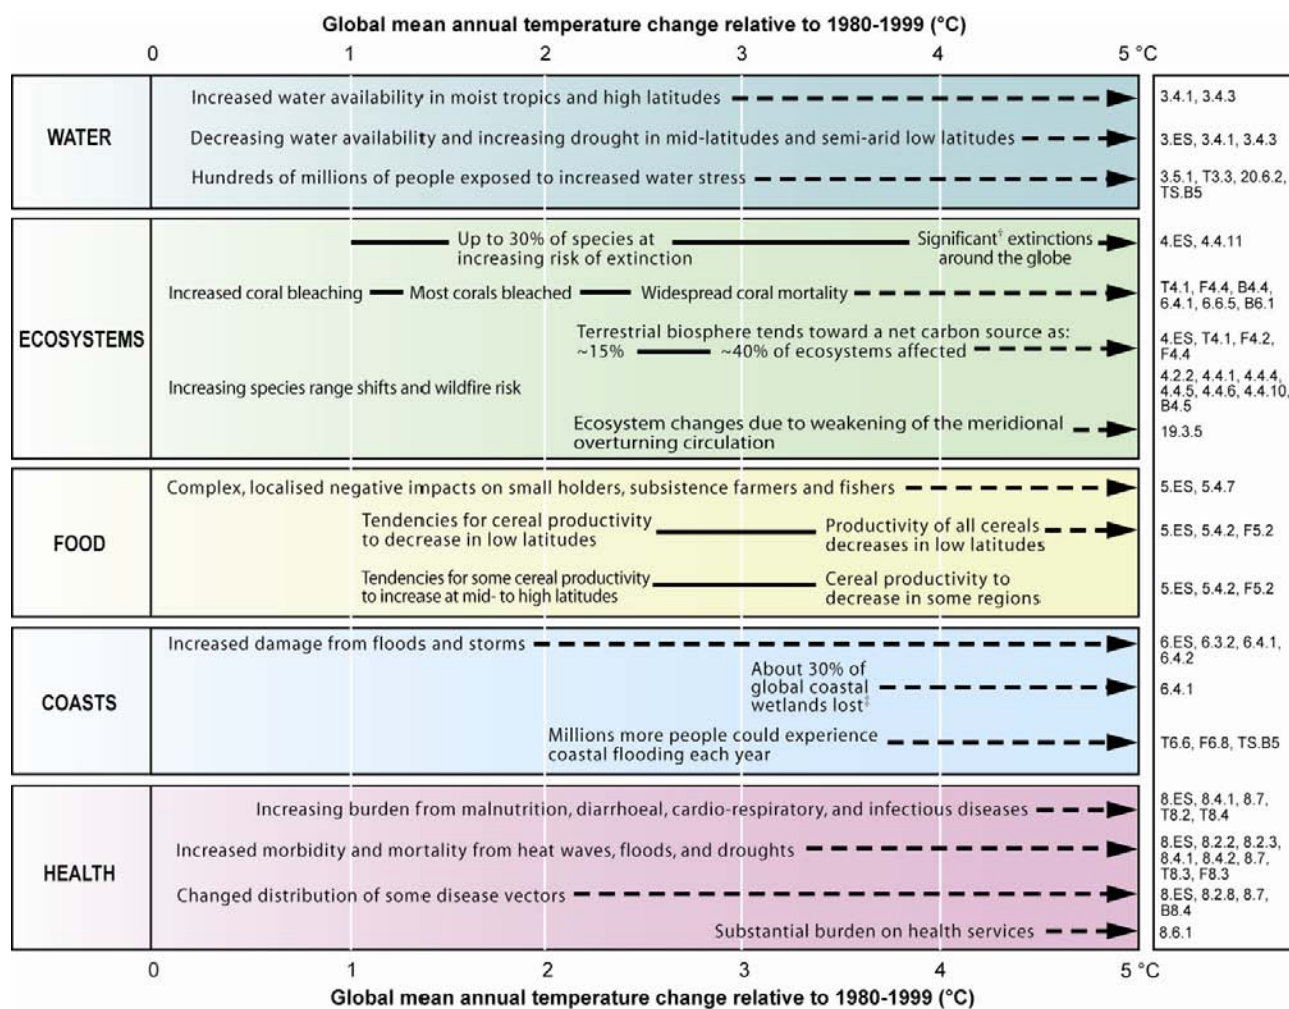 Global mean annual temperature change relative to 1980-1999 (°C)
0 1 2 3 4 5 °C
WATER
Increased water availability in moist tropics and high latitudes
3.4.1, 3.4.3
Decreasing water availability and increasing drought in mid-latitudes and semi-arid low latitudes
3.ES, 3.4.1, 3.4.3
Hundreds of millions of people exposed to increased water stress
3.5.1, T3.3, 20.6.2,
TS.B5
ECOSYSTEMS
Up to 30% of species at
increasing risk of extinction
Significant† extinctions
around the globe
4.ES, 4.4.11
Increased coral bleaching
Most corals bleached
Widespread coral mortality
T4.1, F4.4, B4.4,
6.4.1, 6.6.5, B6.1
Terrestrial biosphere tends toward a net carbon source as:
~15%
~40% of ecosystems affected
4.ES, T4.1, F4.2,
F4.4
Increasing species range shifts and wildfire risk
4.2.2, 4.4.1, 4.4.4,
4.4.5, 4.4.6, 4.4.10,
B4.5
Ecosystem changes due to weakening of the meridional
overturning circulation
19.3.5
FOOD
Complex, localised negative impacts on small holders, subsistence farmers and fishers
5.ES, 5.4.7
Tendencies for cereal productivity
to decrease in low latitudes
Productivity of all cereals
decreases in low latitudes
5.ES, 5.4.2, F5.2
Tendencies for some cereal productivity
to increase at mid- to high latitudes
Cereal productivity to
decrease in some regions
5.ES, 5.4.2, F5.2
COASTS
Increased damage from floods and storms
6.ES, 6.3.2, 6.4.1,
6.4.2
About 30% of
global coastal
wetlands lost‡
6.4.1
Millions more people could experience
coastal flooding each year
T6.6, F6.8, TS.B5
HEALTH
Increasing burden from malnutrition, diarrhoeal, cardio-respiratory, and infectious diseases
8.ES, 8.4.1, 8.7,
T8.2, T8.4
Increased morbidity and mortality from heat waves, floods, and droughts
8.ES, 8.2.2, 8.2.3,
8.4.1, 8.4.2, 8.7,
T8.3, F8.3
Changed distribution of some disease vectors
8.ES, 8.2.8, 8.7,
B8.4
Substantial burden on health services
8.6.1
0 1 2 3 4 5 °C
Global mean annual temperature change relative to 1980-1999 (°C)